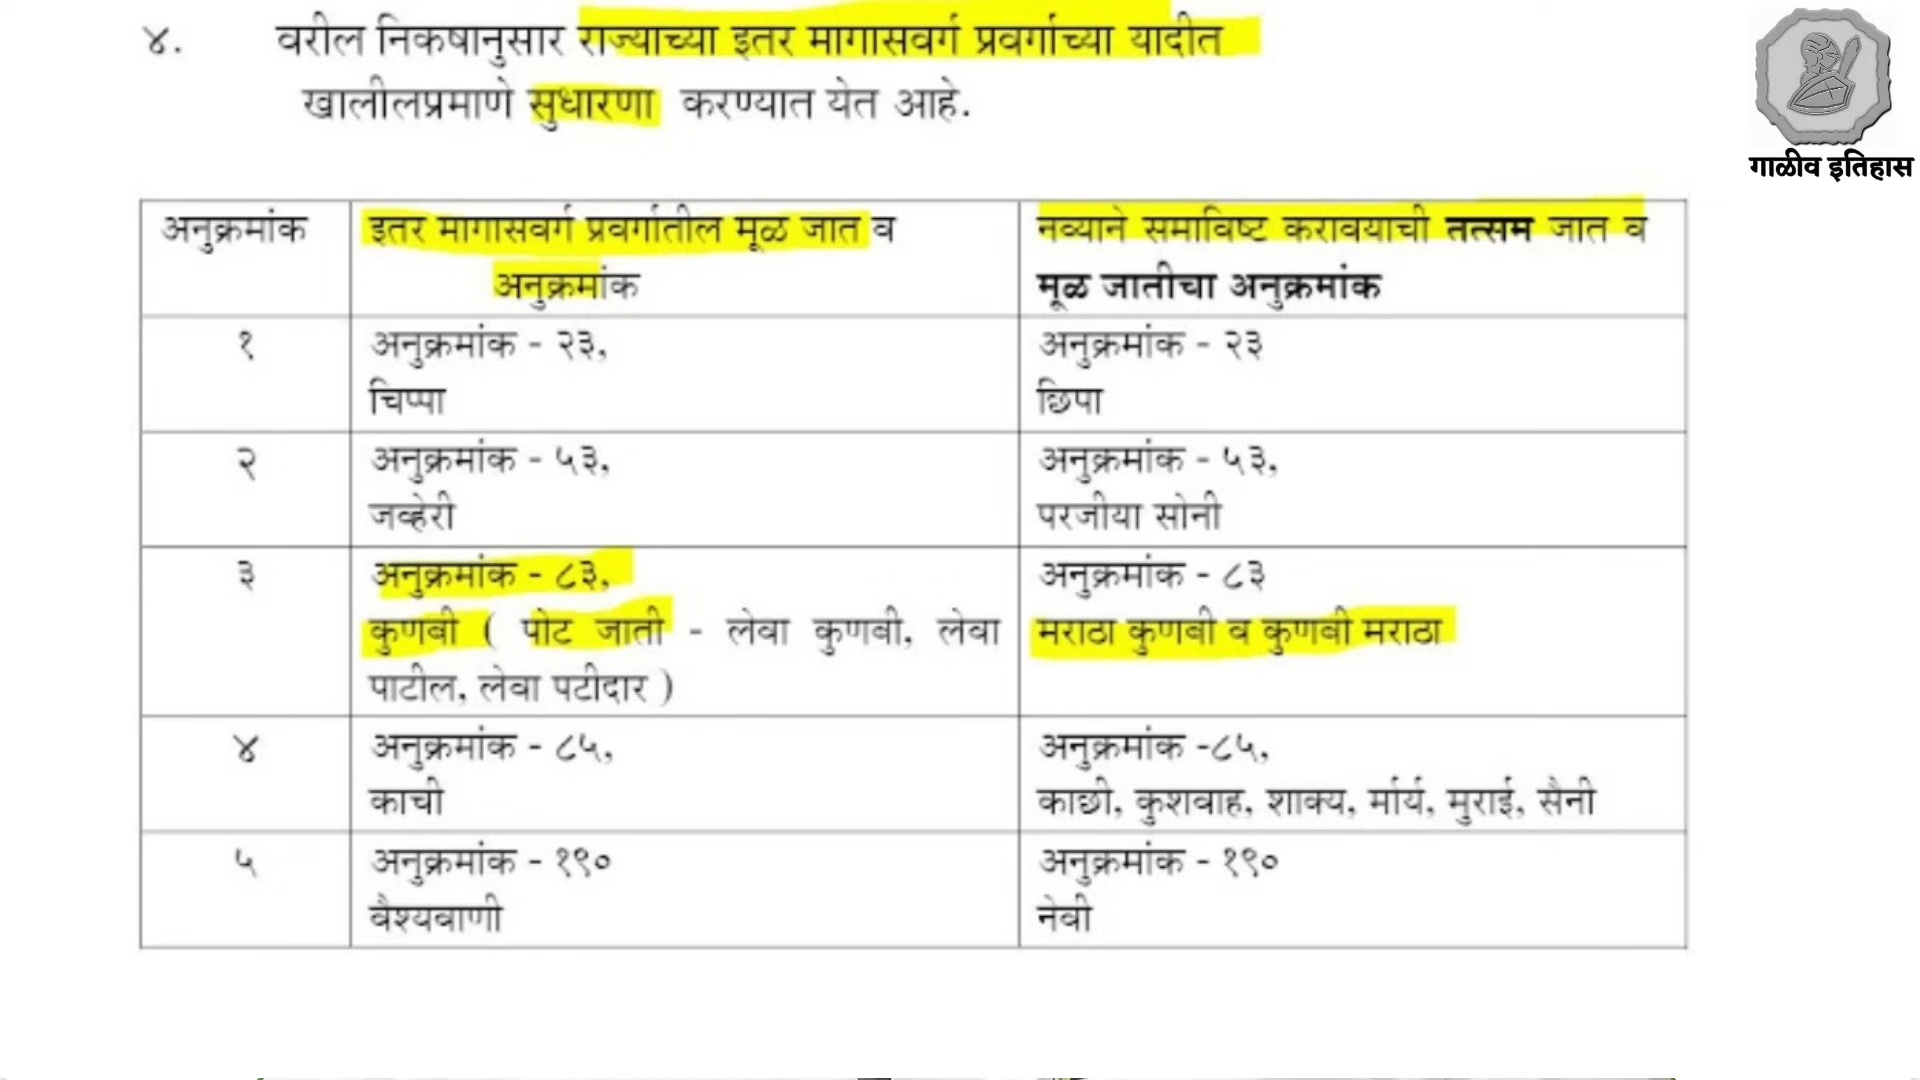 ४. वरील निकषानुसार राज्याच्या इतर मागासवर्ग प्रवर्गाच्या यादीत
खालीलप्रमाणे सुधारणा करण्यात येत आहे.
गाळीव इतिहास
अनुक्रमांक इतर मागासवर्ग प्रवर्गातील मूळ जात व नव्याने समाविष्ट करावयाची तत्सम जात व
अनुक्रमांक मूळ जातीचा अनुक्रमांक
१ अनुक्रमांक - २३, अनुक्रमांक - २३
चिप्पा छिपा
२ अनुक्रमांक - ५३, अनुक्रमांक - ५३,
जव्हेरी परजीया सोनी
३ अनुक्रमांक - ८३, अनुक्रमांक - ८३
कुणबी ( पोट जाती - लेवा कुणबी, लेवा मराठा कुणबी व कुणबी मराठा
पाटील, लेवा पटीदार )
४ अनुक्रमांक - ८५, अनुक्रमांक -८५,
काची काछी, कुशवाह, शाक्य, मोर्य, मुराई, सैनी
५ अनुक्रमांक - १९० अनुक्रमांक - १९०
वैश्यवाणी नेवी